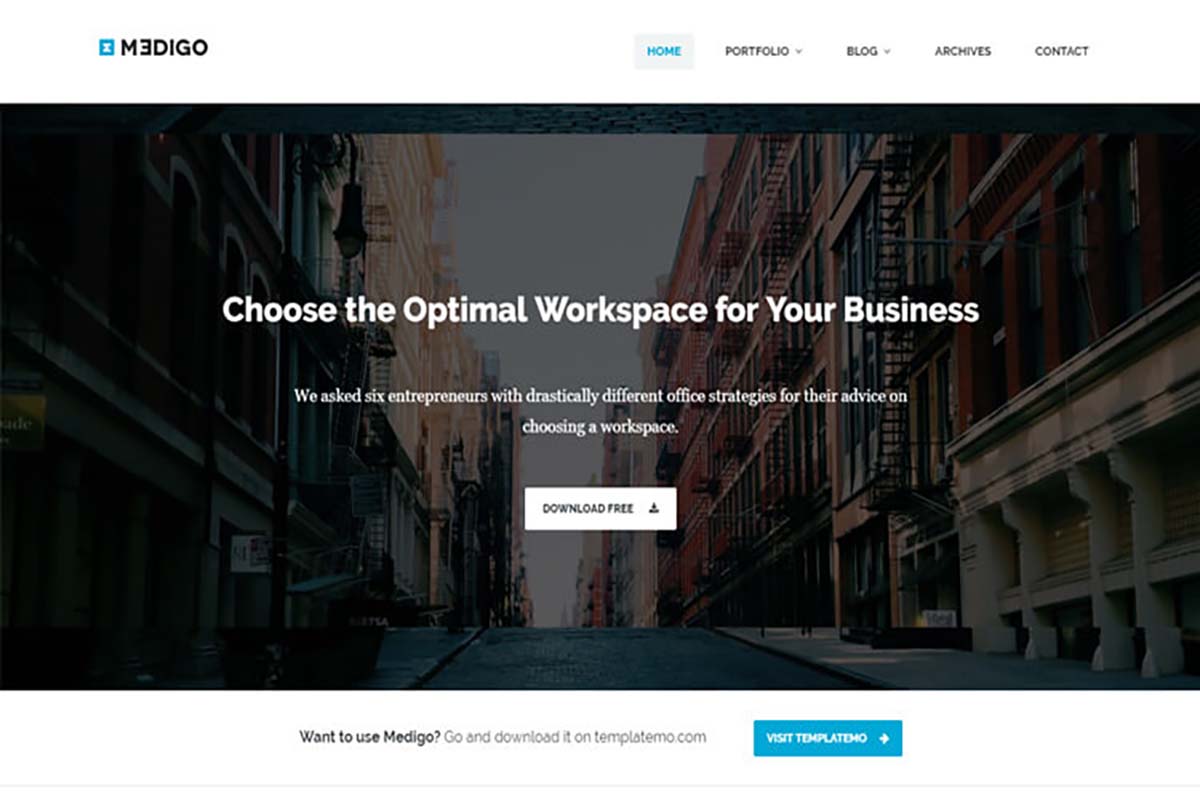 MƎDIGO
HOME PORTFOLIO BLOG ARCHIVES CONTACT
Choose the Optimal Workspace for Your Business
We asked six entrepreneurs with drastically different office strategies for their advice on
choosing a workspace.
DOWNLOAD FREE
Want to use Medigo? Go and download it on templatemo.com
VISIT TEMPLATEMO